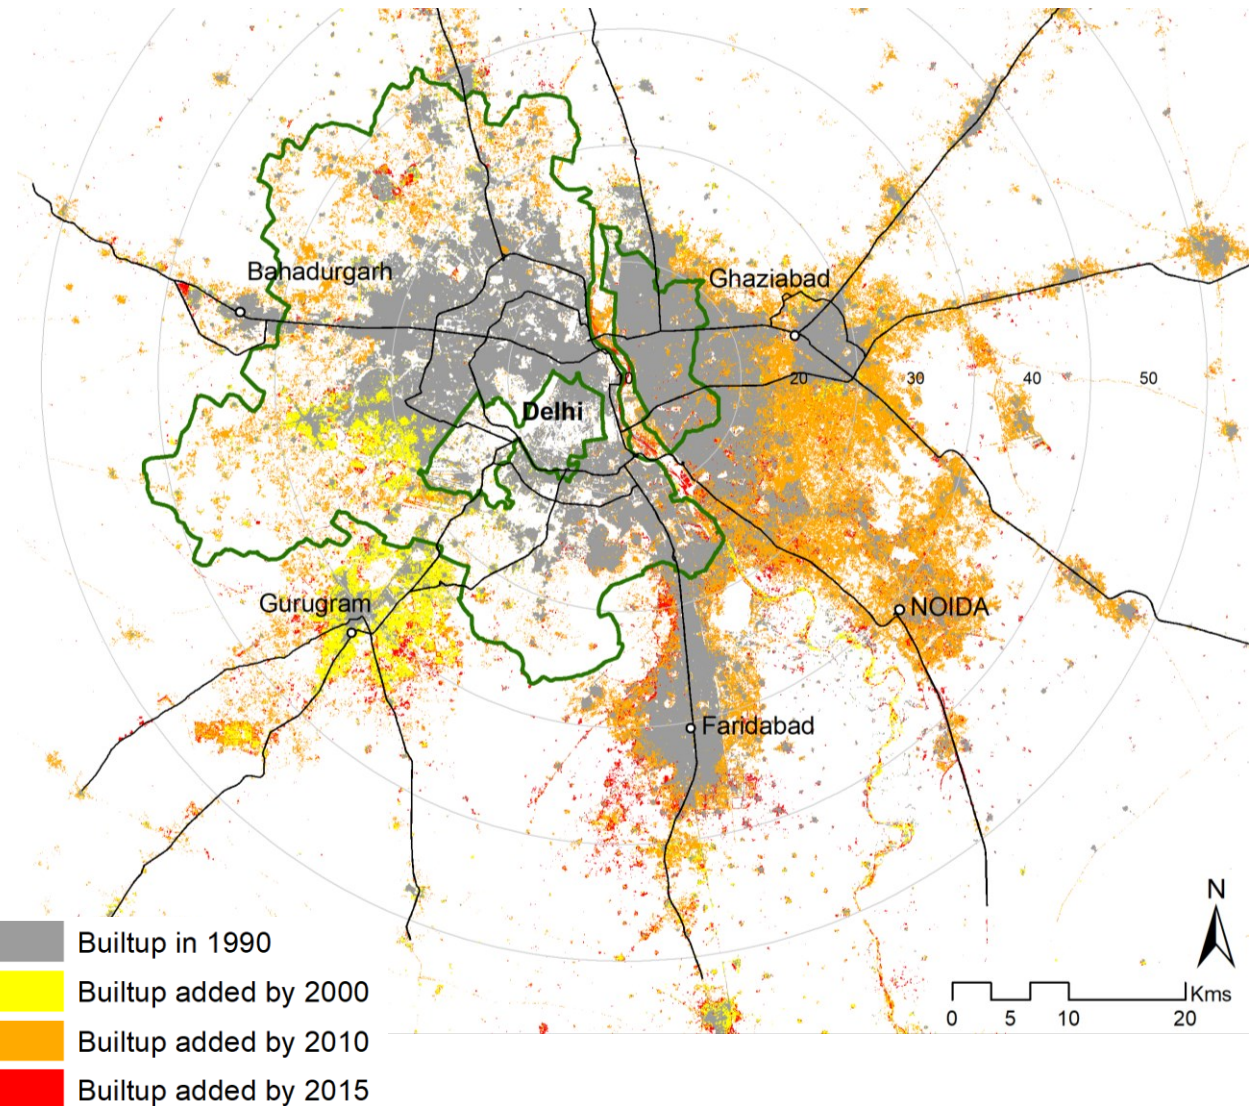 Bahadurgarh
Ghaziabad
10
20
30
40
50
Delhi
Gurugram
NOIDA
Faridabad
N
Kms
0 5 10 20
Builtup in 1990
Builtup added by 2000
Builtup added by 2010
Builtup added by 2015